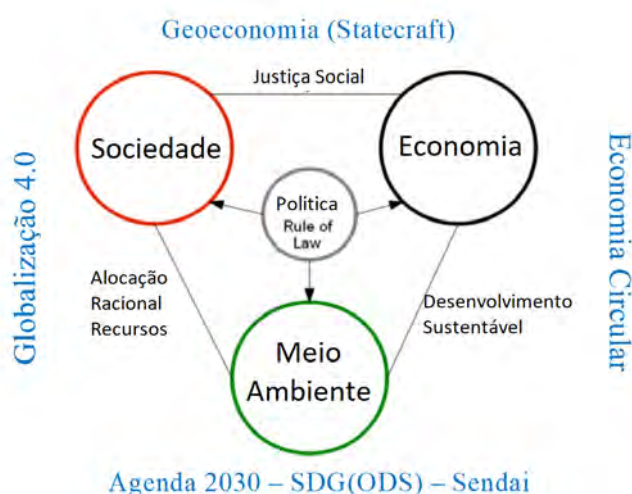 Geoeconomia (Statecraft)
Justiça Social
Sociedade
Economia
Politica
Rule of
Law
Globalização 4.0
Economia Circular
Alocação
Racional
Recursos
Desenvolvimento
Sustentável
Meio
Ambiente
Agenda 2030 – SDG(ODS) – Sendai